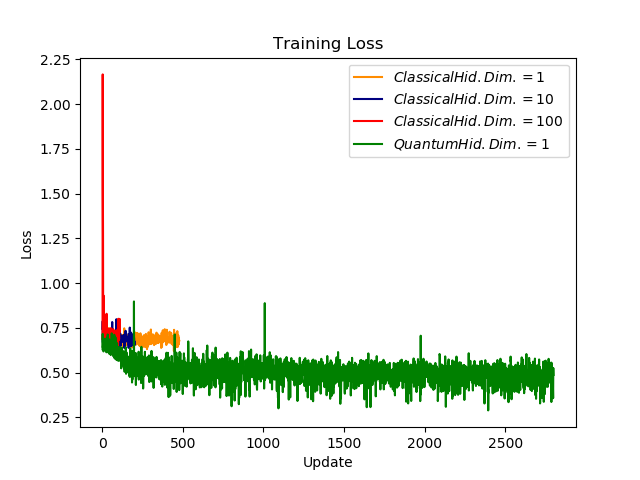 Training Loss
2.25
2.00
1.75
1.50
1.25
1.00
0.75
0.50
0.25
Loss
ClassicalHid.Dim. = 1
ClassicalHid.Dim. = 10
ClassicalHid.Dim. = 100
QuantumHid.Dim. = 1
0 500 1000 1500 2000 2500
Update